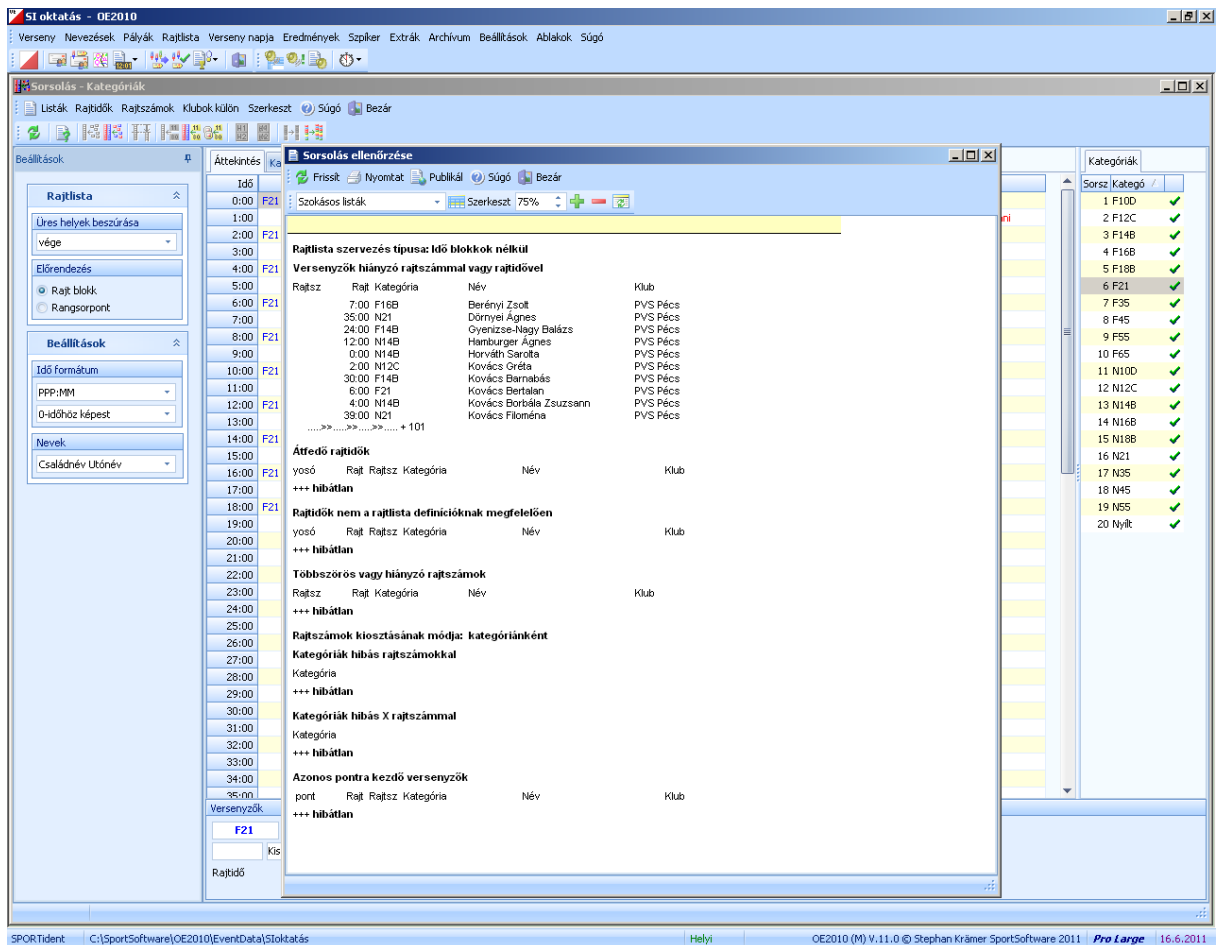 SI oktatás - OE2010
Verseny Nevezések Pályák Rajtlista Verseny napja Eredmények Szpíker Extrák Archívum Beállítások Ablakok Súgó
Sorsolás - Kategóriák
Listák Rajtidők Rajtszámok Klubok külön Szerkeszt Súgó Bezár
Beállítások
Rajtlista
Üres helyek beszúrása
vége
Előrendezés
Rajt blokk
Rangsorpont
Beállítások
Idő formátum
PPP:MM
0-időhöz képest
Nevek
Családnév Utónév
Áttekintés Ka
Idő
0:00 F21
1:00
2:00 F21
3:00
4:00 F21
5:00
6:00 F21
7:00
8:00 F21
9:00
10:00 F21
11:00
12:00 F21
13:00
14:00 F21
15:00
16:00 F21
17:00
18:00 F21
19:00
20:00
21:00
22:00
23:00
24:00
25:00
26:00
27:00
28:00
29:00
30:00
31:00
32:00
33:00
34:00
35:00
Versenyzők
F21
Kis
Rajtidő
Sorsolás ellenőrzése
Frissít Nyomtat Publikál Súgó Bezár
Szokásos listák Szerkeszt 75%
Rajtlista szervezés típusa: Idő blokkok nélkül
Versenyzők hiányzó rajtszámmal vagy rajtidővel
Rajtsz Rajt Kategória Név Klub
7:00 F16B Berényi Zsolt PVS Pécs
35:00 N21 Dörnyei Ágnes PVS Pécs
24:00 F14B Gyenizse-Nagy Balázs PVS Pécs
12:00 N14B Hamburger Ágnes PVS Pécs
0:00 N14B Horváth Sarolta PVS Pécs
2:00 N12C Kovács Gréta PVS Pécs
30:00 F14B Kovács Barnabás PVS Pécs
6:00 F21 Kovács Bertalan PVS Pécs
4:00 N14B Kovács Borbála Zsuzsann PVS Pécs
39:00 N21 Kovács Filoména PVS Pécs
.....>>.....>>.....>>..... + 101
Átfedő rajtidők
yosó Rajt Rajtsz Kategória Név Klub
+++ hibátlan
Rajtidők nem a rajtlista definícióknak megfelelően
yosó Rajt Rajtsz Kategória Név Klub
+++ hibátlan
Többszörös vagy hiányzó rajtszámok
Rajtsz Rajt Kategória Név Klub
+++ hibátlan
Rajtszámok kiosztásának módja: kategóriánként
Kategóriák hibás rajtszámokkal
Kategória
+++ hibátlan
Kategóriák hibás X rajtszámmal
Kategória
+++ hibátlan
Azonos pontra kezdő versenyzők
pont Rajt Rajtsz Kategória Név Klub
+++ hibátlan
ni
Kategóriák
Sorsz Kategó
1 F10D
2 F12C
3 F14B
4 F16B
5 F18B
6 F21
7 F35
8 F45
9 F55
10 F65
11 N10D
12 N12C
13 N14B
14 N16B
15 N18B
16 N21
17 N35
18 N45
19 N55
20 Nyílt
SPORTident C:\SportSoftware\OE2010\EventData\SIoktatás Helyi OE2010 (M) V.11.0 © Stephan Krämer SportSoftware 2011 Pro Large 16.6.2011